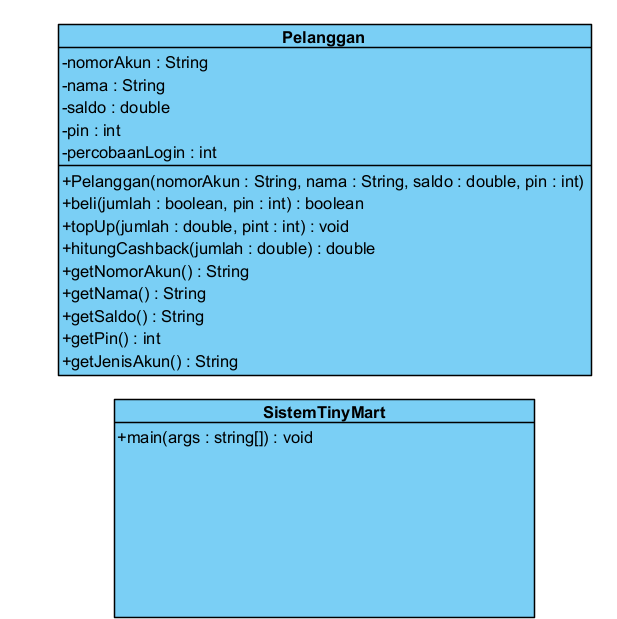 Pelanggan
-nomorAkun : String
-nama : String
-saldo : double
-pin : int
-percobaanLogin : int
+Pelanggan(nomorAkun : String, nama : String, saldo : double, pin : int)
+beli(jumlah : boolean, pin : int) : boolean
+topUp(jumlah : double, pint : int) : void
+hitungCashback(jumlah : double) : double
+getNomorAkun() : String
+getNama() : String
+getSaldo() : String
+getPin() : int
+getJenisAkun() : String
SistemTinyMart
+main(args : string[]) : void